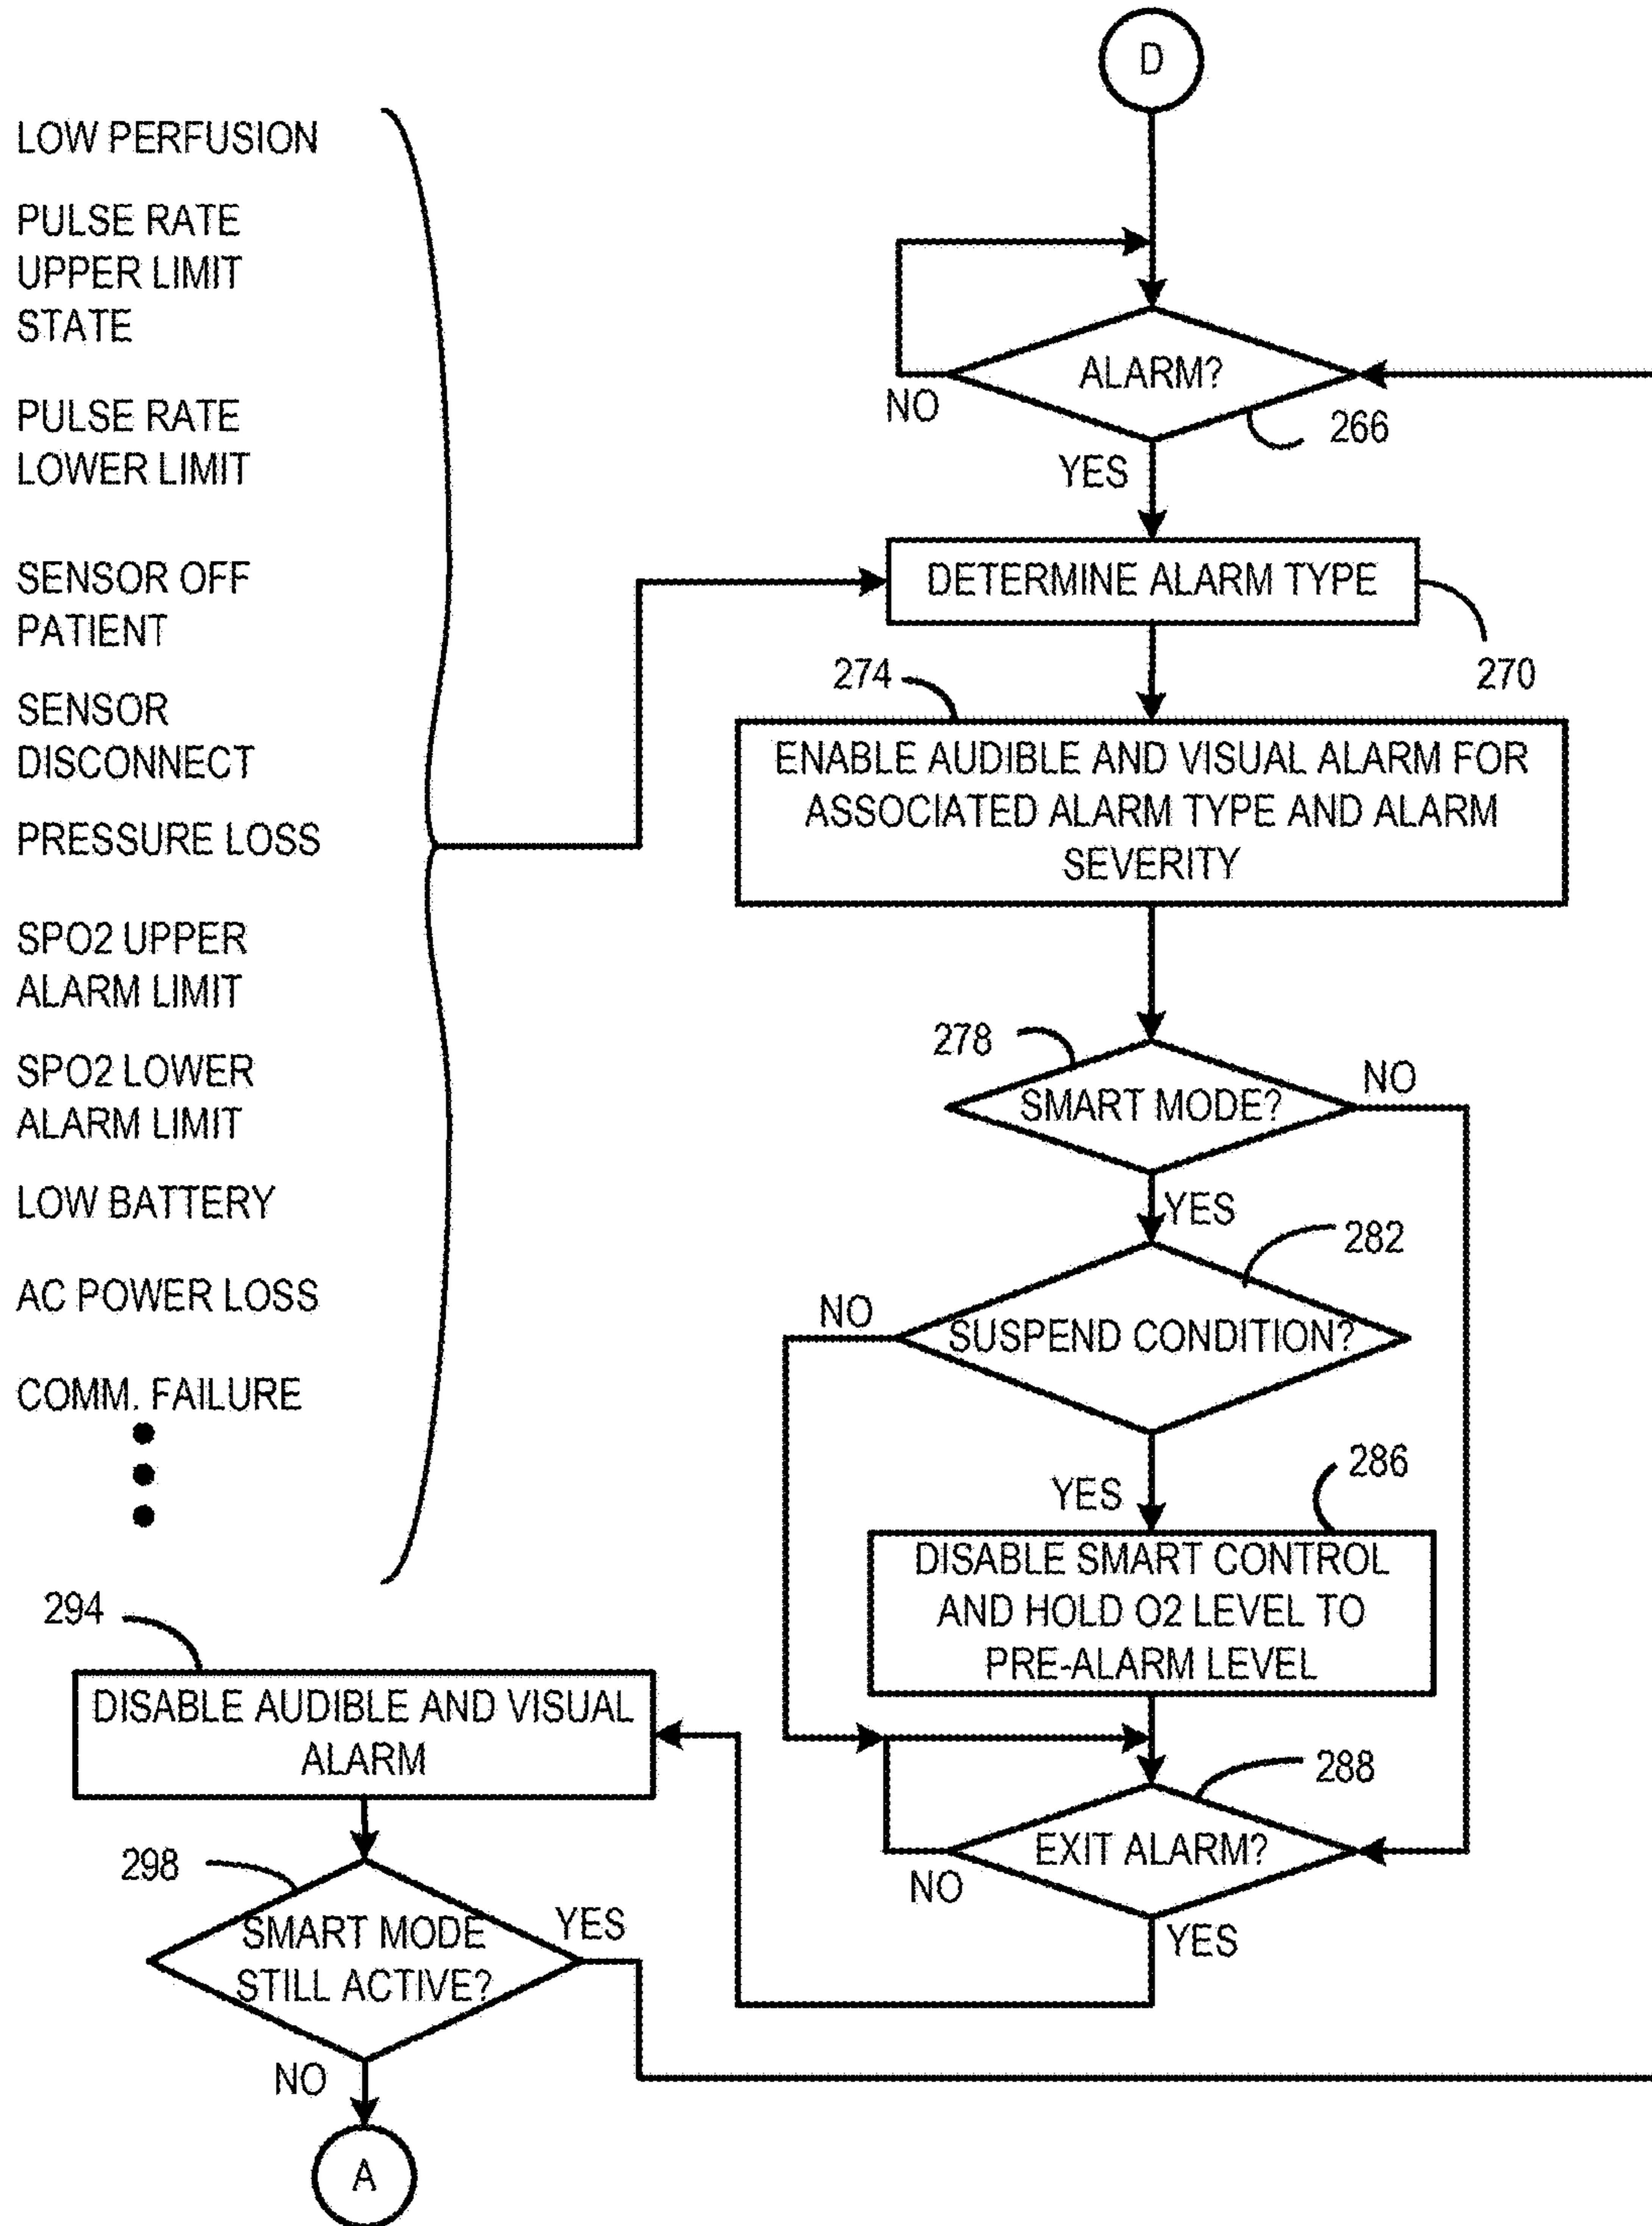 D
LOW PERFUSION
PULSE RATE
UPPER LIMIT
STATE
PULSE RATE
LOWER LIMIT
SENSOR OFF
PATIENT
SENSOR
DISCONNECT
PRESSURE LOSS
SPO2 UPPER
ALARM LIMIT
SPO2 LOWER
ALARM LIMIT
LOW BATTERY
AC POWER LOSS
COMM. FAILURE
ALARM?
NO
266
YES
DETERMINE ALARM TYPE
270
274
ENABLE AUDIBLE AND VISUAL ALARM FOR
ASSOCIATED ALARM TYPE AND ALARM
SEVERITY
278
SMART MODE?
NO
YES
282
NO
SUSPEND CONDITION?
YES
286
DISABLE SMART CONTROL
AND HOLD O2 LEVEL TO
PRE-ALARM LEVEL
288
EXIT ALARM?
NO
YES
294
DISABLE AUDIBLE AND VISUAL
ALARM
298
SMART MODE
STILL ACTIVE?
YES
NO
A